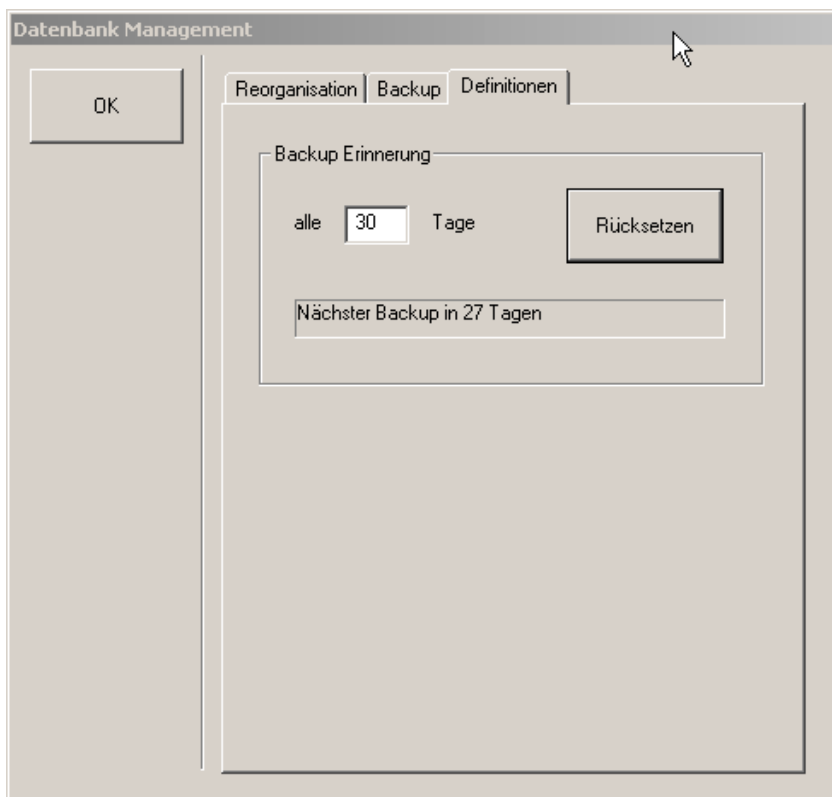 Datenbank Management
OK
Reorganisation Backup Definitionen
Backup Erinnerung
alle 30 Tage Rücksetzen
Nächster Backup in 27 Tagen